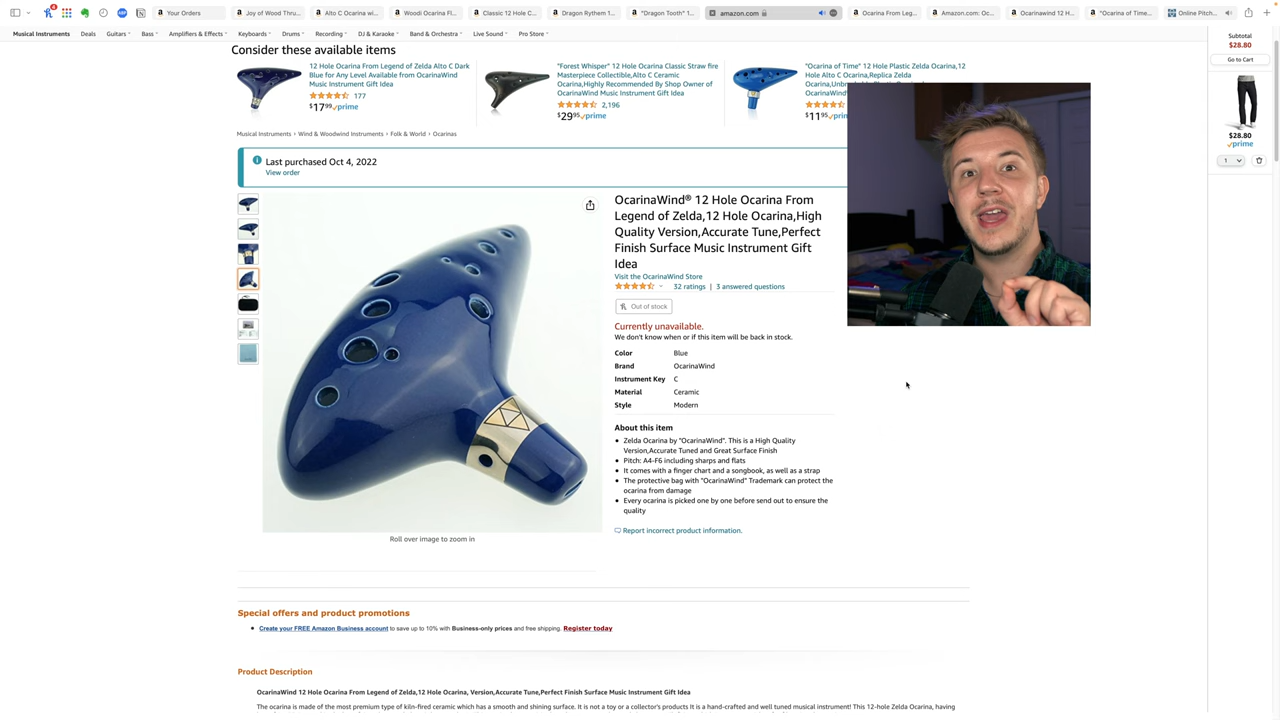 Your Orders
Joy of Wood Thru...
Alto C Ocarina wi...
Woodi Ocarina Fl...
Classic 12 Hole C...
Dragon Rythem 1...
"Dragon Tooth" 1...
amazon.com
Ocarina From Leg...
Amazon.com: Oc...
Ocarinawind 12 H...
"Ocarina of Time...
Online Pitch...
Musical Instruments
Deals
Guitars
Bass
Amplifiers & Effects
Keyboards
Drums
Recording
DJ & Karaoke
Band & Orchestra
Live Sound
Pro Store
Subtotal
$28.80
Go to Cart
Consider these available items
12 Hole Ocarina From Legend of Zelda Alto C Dark
Blue for Any Level Available from OcarinaWind
Music Instrument Gift Idea
177
$17 99 prime
"Forest Whisper" 12 Hole Ocarina Classic Straw fire
Masterpiece Collectible,Alto C Ceramic
Ocarina,Highly Recommended By Shop Owner of
OcarinaWind Music Instrument Gift Idea
2,196
$29 95 prime
"Ocarina of Time" 12 Hole Plastic Zelda Ocarina,12
Hole Alto C Ocarina,Replica Zelda
$11 95 prim
$28.80
prime
1
Musical Instruments › Wind & Woodwind Instruments › Folk & World › Ocarinas
Last purchased Oct 4, 2022
View order
OcarinaWind® 12 Hole Ocarina From
Legend of Zelda,12 Hole Ocarina,High
Quality Version,Accurate Tune,Perfect
Finish Surface Music Instrument Gift
Idea
Visit the OcarinaWind Store
32 ratings | 3 answered questions
Out of stock
Currently unavailable.
We don't know when or if this item will be back in stock.
Color Blue
Brand OcarinaWind
Instrument Key C
Material Ceramic
Style Modern
About this item
• Zelda Ocarina by "OcarinaWind". This is a High Quality
Version,Accurate Tuned and Great Surface Finish
• Pitch: A4-F6 including sharps and flats
• It comes with a finger chart and a songbook, as well as a strap
• The protective bag with "OcarinaWind" Trademark can protect the
ocarina from damage
• Every ocarina is picked one by one before send out to ensure the
quality
Report incorrect product information.
Roll over image to zoom in
Special offers and product promotions
• Create your FREE Amazon Business account to save up to 10% with Business-only prices and free shipping. Register today
Product Description
OcarinaWind 12 Hole Ocarina From Legend of Zelda,12 Hole Ocarina, Version,Accurate Tune,Perfect Finish Surface Music Instrument Gift Idea
The ocarina is made of the most premium type of kiln-fired ceramic which has a smooth and shining surface. It is not a toy or a collector's products It is a hand-crafted and well tuned musical instrument! This 12-hole Zelda Ocarina, having